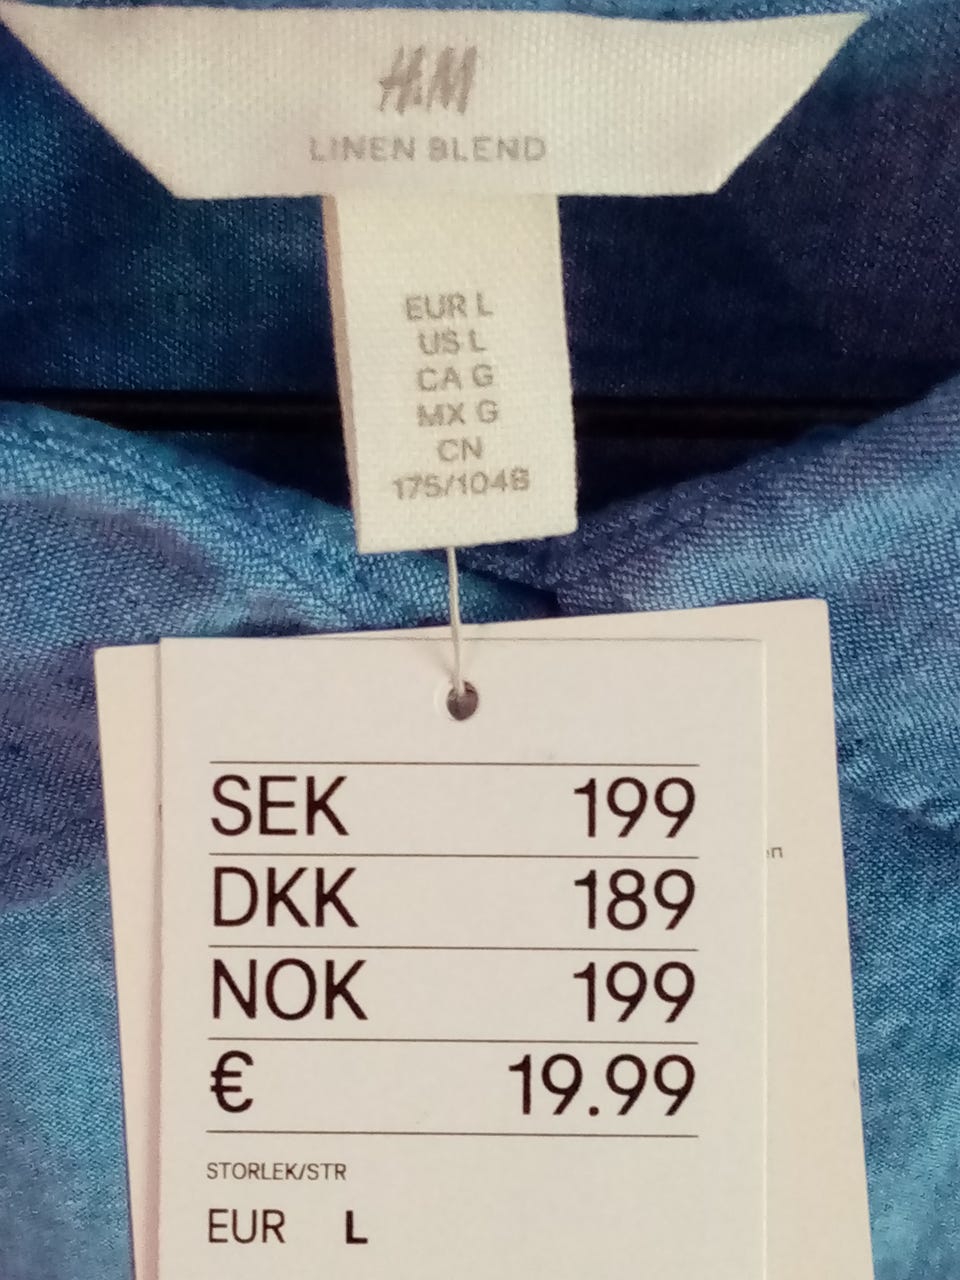 H&M
LINEN BLEND
EUR L
US L
CA G
MX G
CN
175/104B
SEK 199
DKK 189
NOK 199
€ 19.99
STORLEK/STR
EUR L